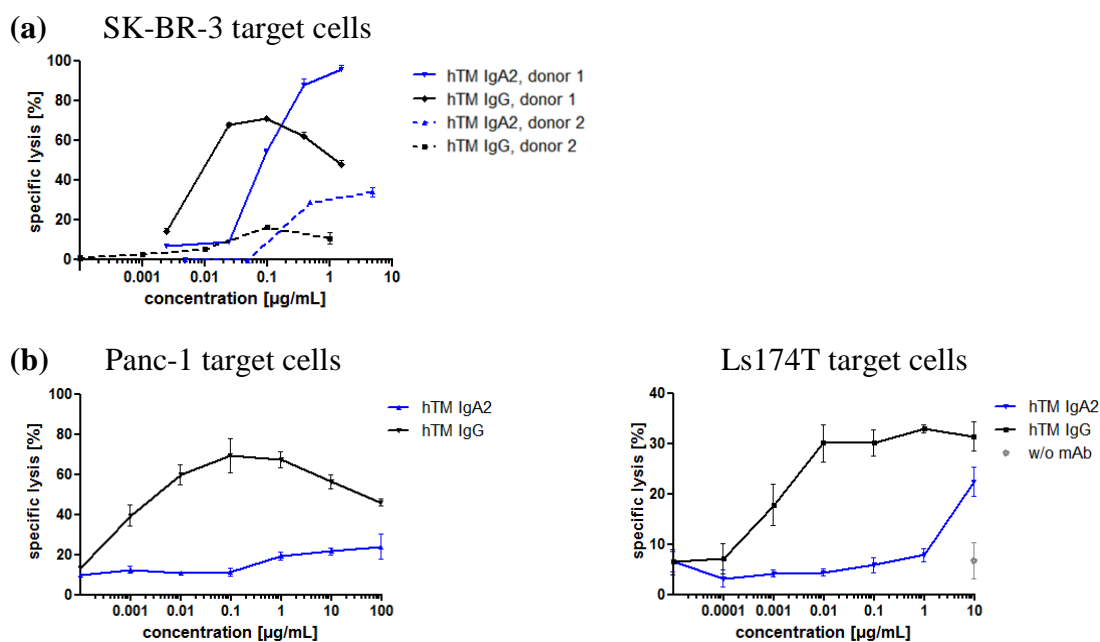 (a) SK-BR-3 target cells
100
80
60
40
20
0
specific lysis [%]
0.001 0.01 0.1 1 10
concentration [µg/mL]
hTM IgA2, donor 1
hTM IgG, donor 1
hTM IgA2, donor 2
hTM IgG, donor 2
(b) Panc-1 target cells
100
80
60
40
20
0
specific lysis [%]
0.001 0.01 0.1 1 10 100
concentration [µg/mL]
hTM IgA2
hTM IgG
Ls174T target cells
40
30
20
10
0
specific lysis [%]
0.0001 0.001 0.01 0.1 1 10
concentration [µg/mL]
hTM IgA2
hTM IgG
w/o mAb